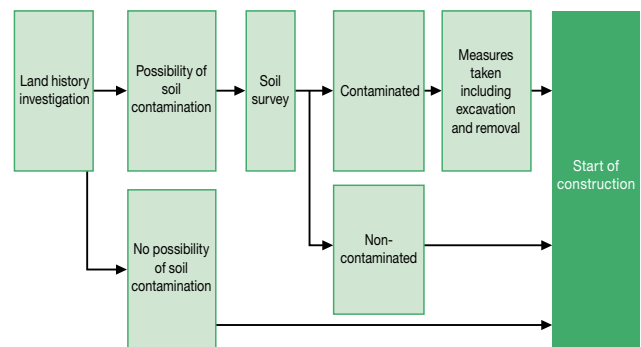 Land history
investigation
Possibility of
soil
contamination
Soil
survey
Contaminated
Measures
taken
including
excavation
and removal
Start of
construction
Non-
contaminated
No possibility
of soil
contamination